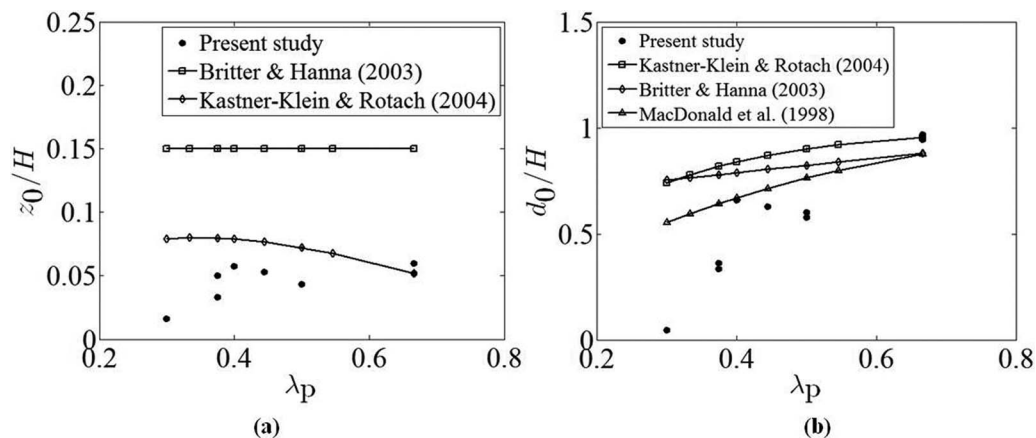 0.25
0.2
0.15
0.1
0.05
0
z0/H
Present study
Britter & Hanna (2003)
Kastner-Klein & Rotach (2004)
0.2
0.4
0.6
0.8
λp
(a)
1.5
1
0.5
0
d0/H
Present study
Kastner-Klein & Rotach (2004)
Britter & Hanna (2003)
MacDonald et al. (1998)
0.2
0.4
0.6
0.8
λp
(b)